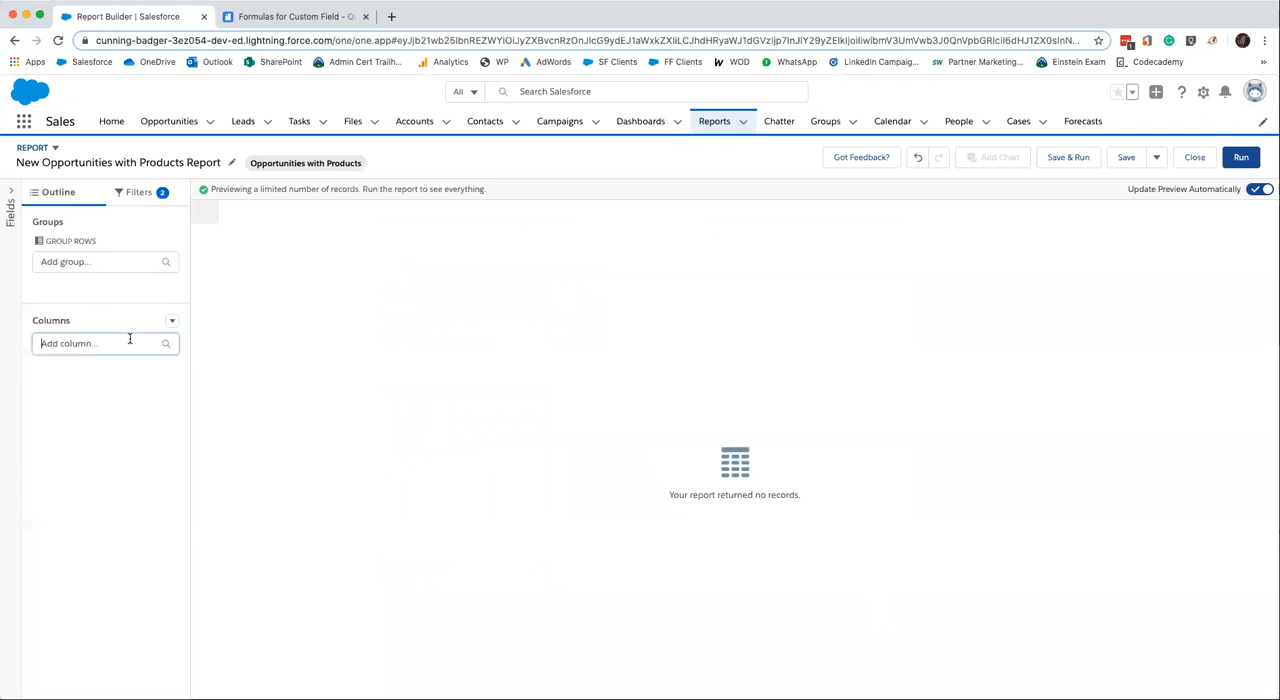 Report Builder | Salesforce
Formulas for Custom Field - Q
cunning-badger-3ez054-dev-ed.lightning.force.com
Apps
Salesforce
OneDrive
Outlook
SharePoint
Admin Cert Trailh...
Analytics
WP
AdWords
SF Clients
FF Clients
WOD
WhatsApp
LinkedIn Campaig...
Partner Marketing...
Einstein Exam
Codecademy
»
All
Search Salesforce
Sales
Home
Opportunities
Leads
Tasks
Files
Accounts
Contacts
Campaigns
Dashboards
Reports
Chatter
Groups
Calendar
People
Cases
Forecasts
REPORT
New Opportunities with Products Report
Opportunities with Products
Got Feedback?
Add Chart
Save & Run
Save
Close
Run
Fields
Outline
Filters 2
Previewing a limited number of records. Run the report to see everything.
Update Preview Automatically
Groups
GROUP ROWS
Add group...
Columns
Add column...
Your report returned no records.